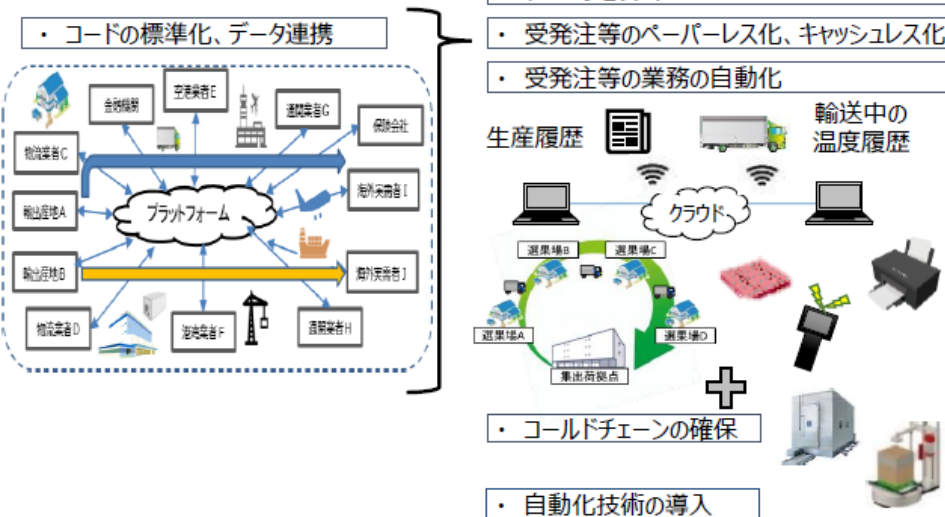 ・ コードの標準化、データ連携
金融機関
空港業者E
通関業者G
保険会社
物流業者C
海外実需者I
輸出産地A
プラットフォーム
輸出産地B
海外実需者J
物流業者D
港湾業者F
通関業者H
・ 受発注等のペーパーレス化、キャッシュレス化
・ 受発注等の業務の自動化
生産履歴
輸送中の
温度履歴
クラウド
選果場B
選果場C
選果場A
選果場D
集出荷拠点
・ コールドチェーンの確保
・ 自動化技術の導入